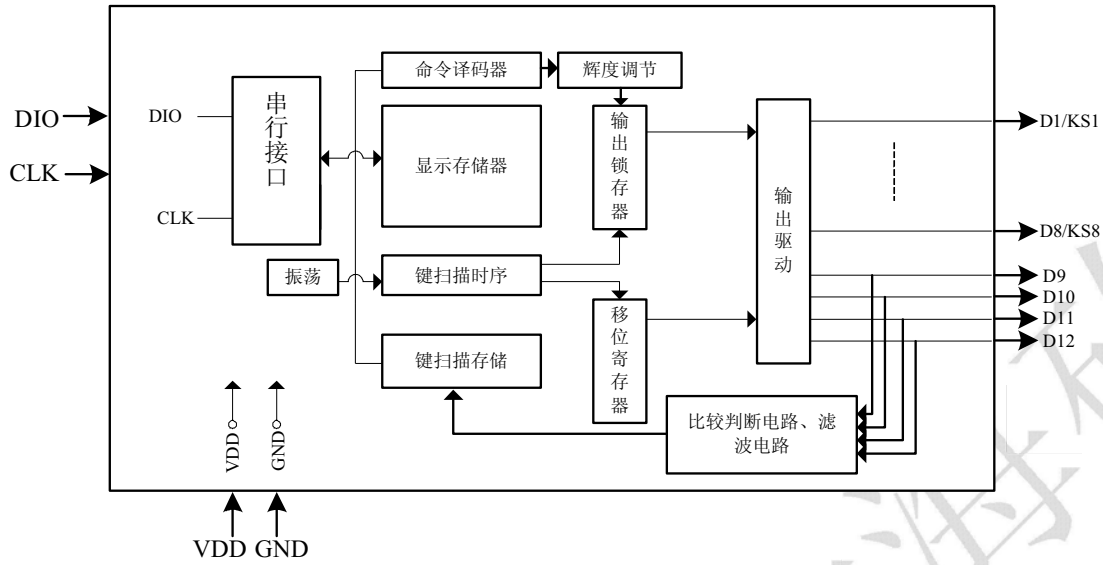 命令译码器
辉度调节
DIO
DIO
串行接口
CLK
CLK
显示存储器
输出锁存器
输出驱动
D1/KS1
D8/KS8
振荡
键扫描时序
D9
D10
D11
D12
移位寄存器
键扫描存储
比较判断电路、滤
波电路
VDD
GND
VDD
GND